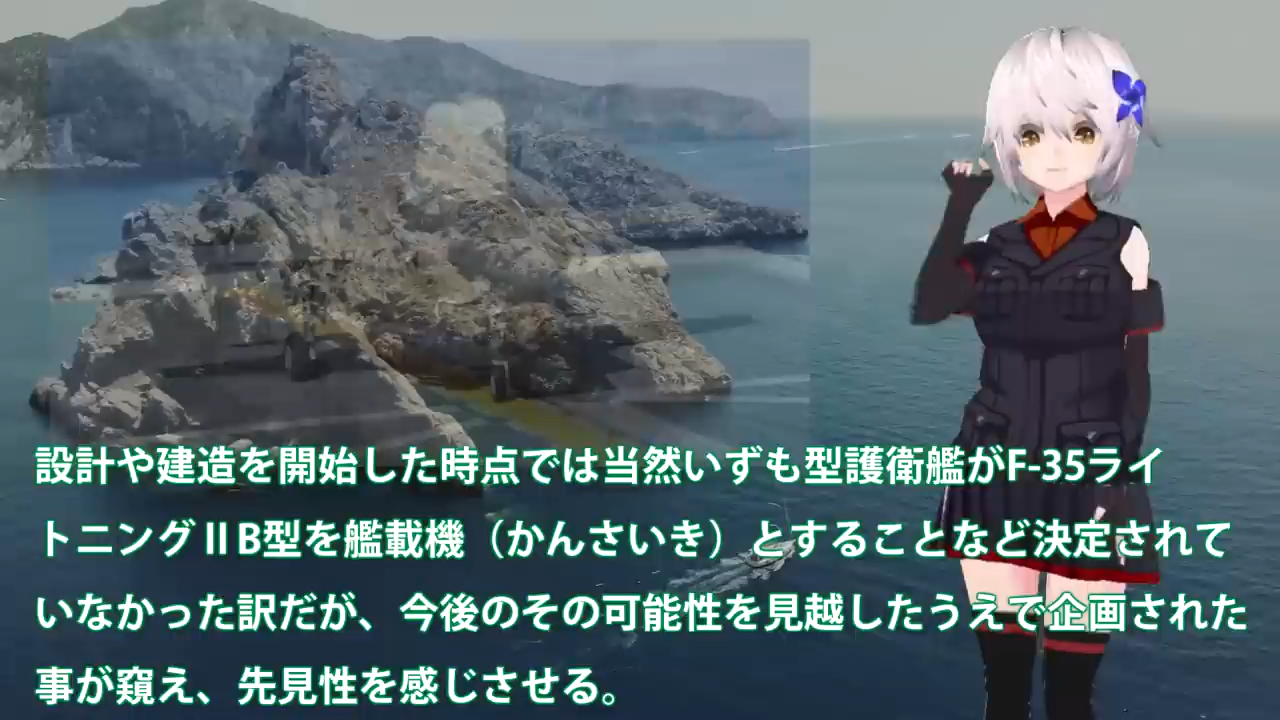 設計や建造を開始した時点では当然いずも型護衛艦がF-35ライ
トニングⅡB型を艦載機（かんさいき）とすることなど決定されて
いなかった訳だが、今後のその可能性を見越したうえで企画された
事が窺え、先見性を感じさせる。